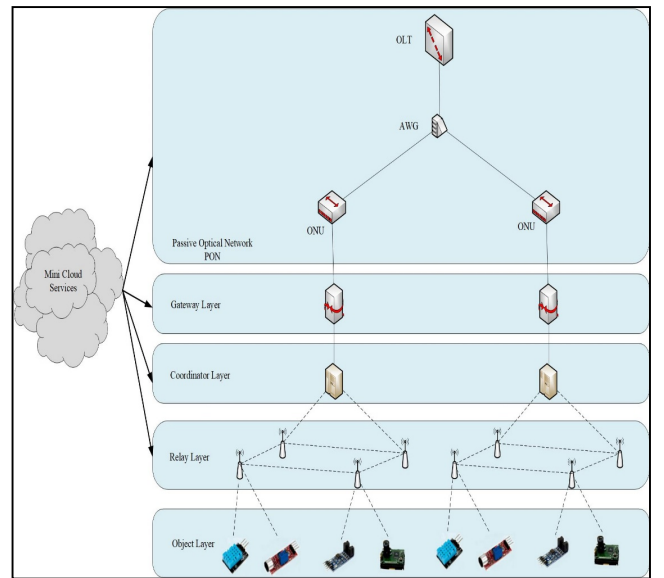 OLT
AWG
ONU
ONU
Passive Optical Network
PON
Mini Cloud
Services
Gateway Layer
Coordinator Layer
Relay Layer
Object Layer